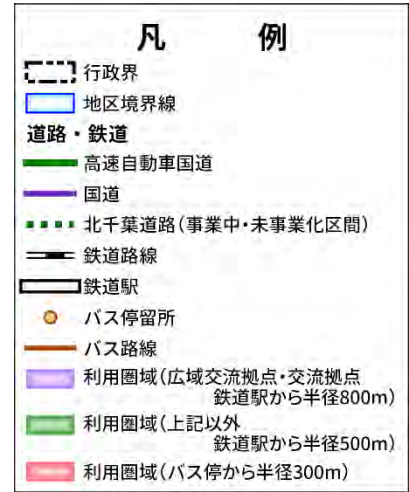 凡 例
行政界
地区境界線
道路・鉄道
高速自動車国道
国道
北千葉道路(事業中・未事業化区間)
鉄道路線
鉄道駅
バス停留所
バス路線
利用圏域(広域交流拠点・交流拠点
鉄道駅から半径800m)
利用圏域(上記以外
鉄道駅から半径500m)
利用圏域(バス停から半径300m)